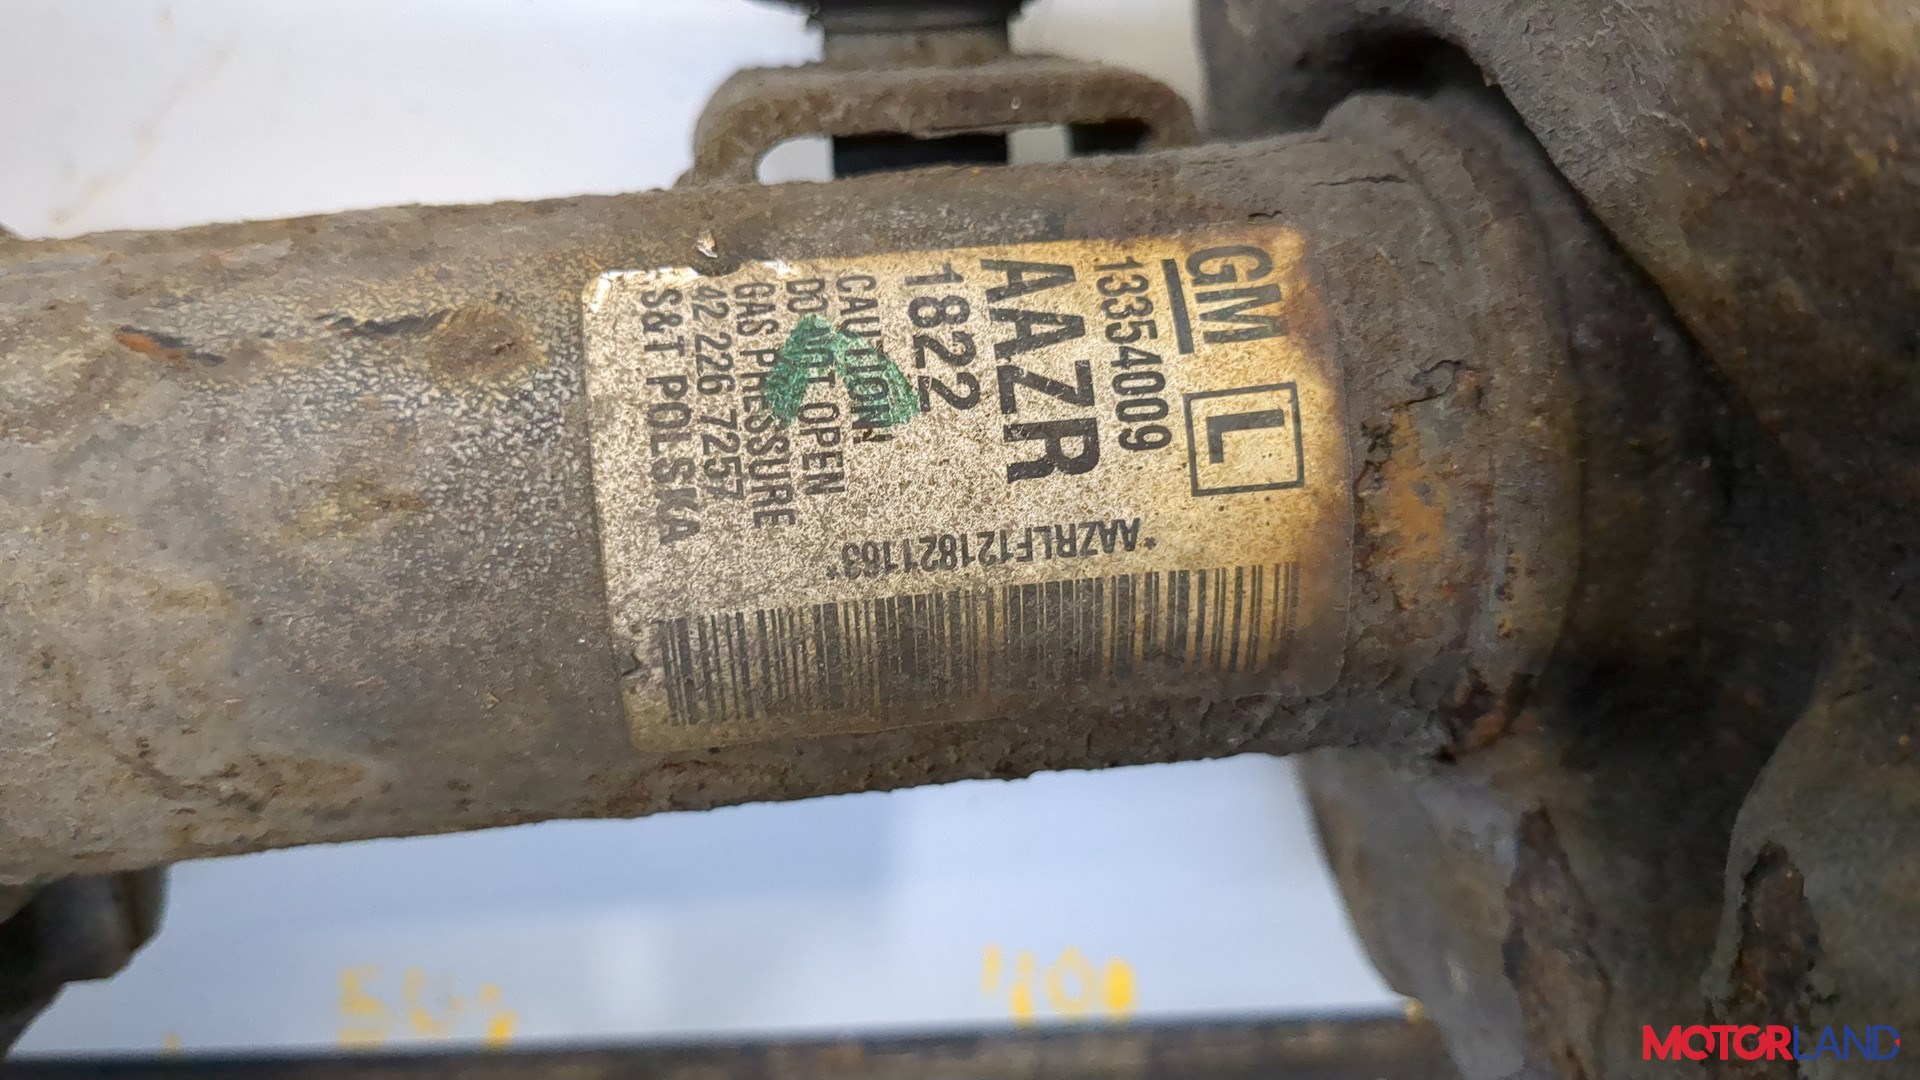 GM L
13354009
AAZR
1822
CAUTION
DO NOT OPEN
GAS PRESSURE
42 226 7257
S&T POLSKA
*AAZRLF121821163*
MOTORLAND